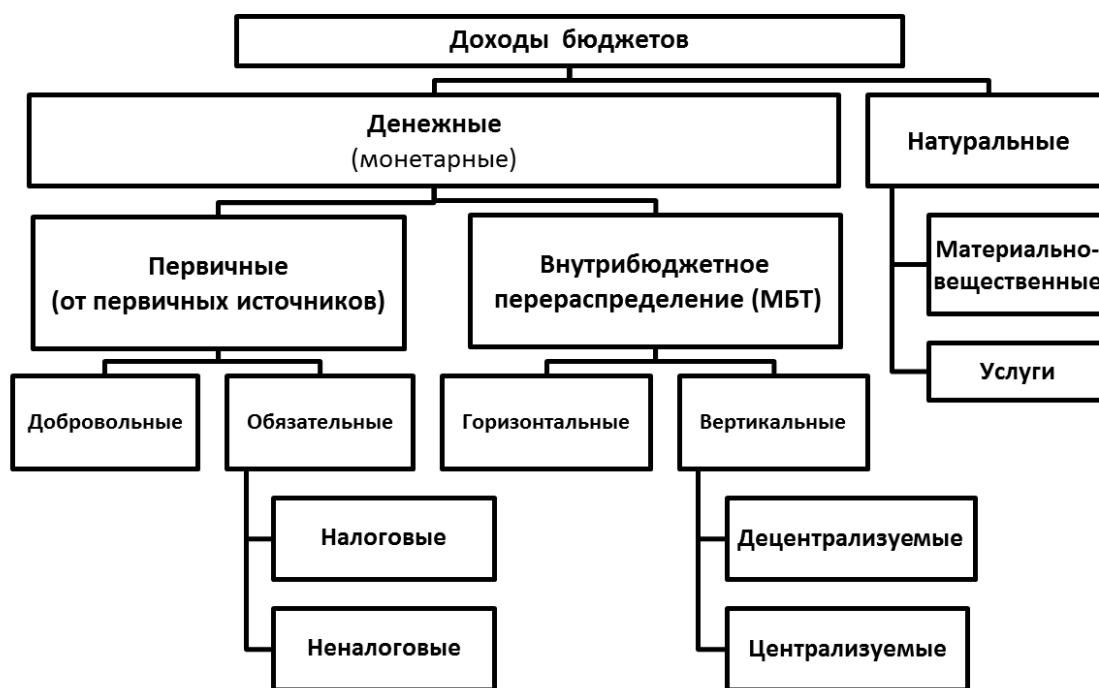 Доходы бюджетов
Денежные
(монетарные)
Натуральные
Первичные
(от первичных источников)
Внутрибюджетное
перераспределение (МБТ)
Материально-
вещественные
Услуги
Добровольные
Обязательные
Горизонтальные
Вертикальные
Налоговые
Децентрализуемые
Неналоговые
Централизуемые